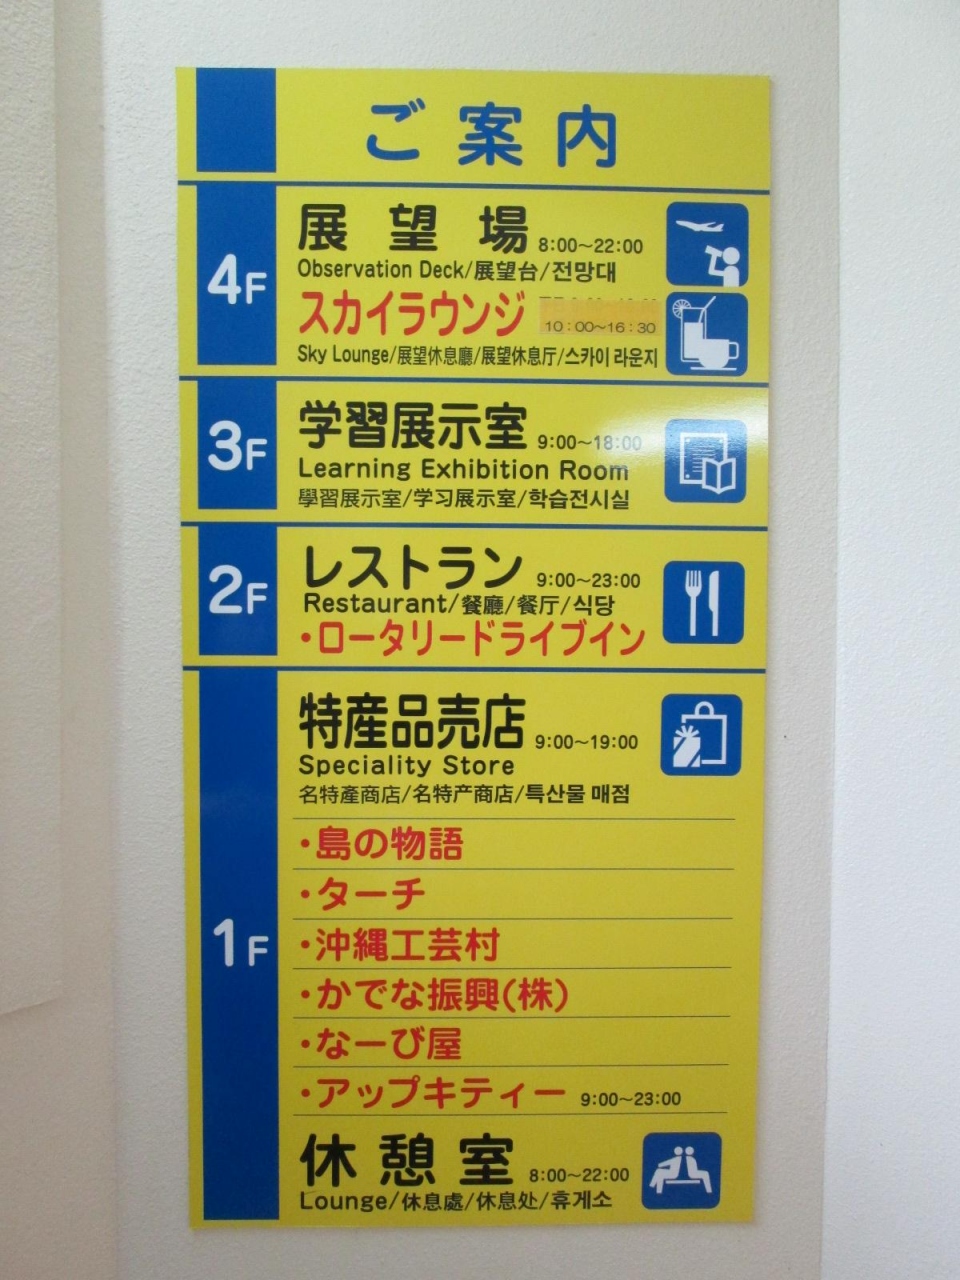 ご案内
4F
展望場 8:00～22:00
Observation Deck/展望台/전망대
スカイラウンジ 10:00～16:30
Sky Lounge/展望休息廳/展望休息厅/스카이 라운지
3F
学習展示室 9:00～18:00
Learning Exhibition Room
學習展示室/学习展示室/학습전시실
2F
レストラン 9:00～23:00
Restaurant/餐廳/餐厅/식당
・ロータリードライブイン
1F
特産品売店 9:00～19:00
Speciality Store
名特產商店/名特产商店/특산물 매점
・島の物語
・ターチ
・沖縄工芸村
・かでな振興(株)
・なーび屋
・アップキティー 9:00～23:00
休憩室 8:00～22:00
Lounge/休息處/休息处/휴게소